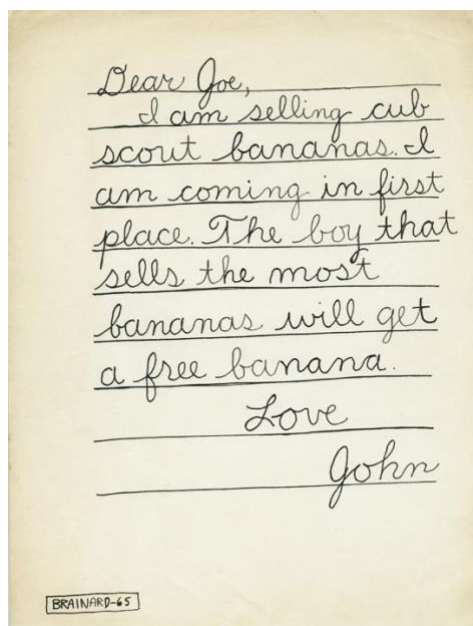 Dear Joe,
I am selling cub
scout bananas. I
am coming in first
place. The boy that
sells the most
bananas will get
a free banana.
Love
John
BRAINARD-65